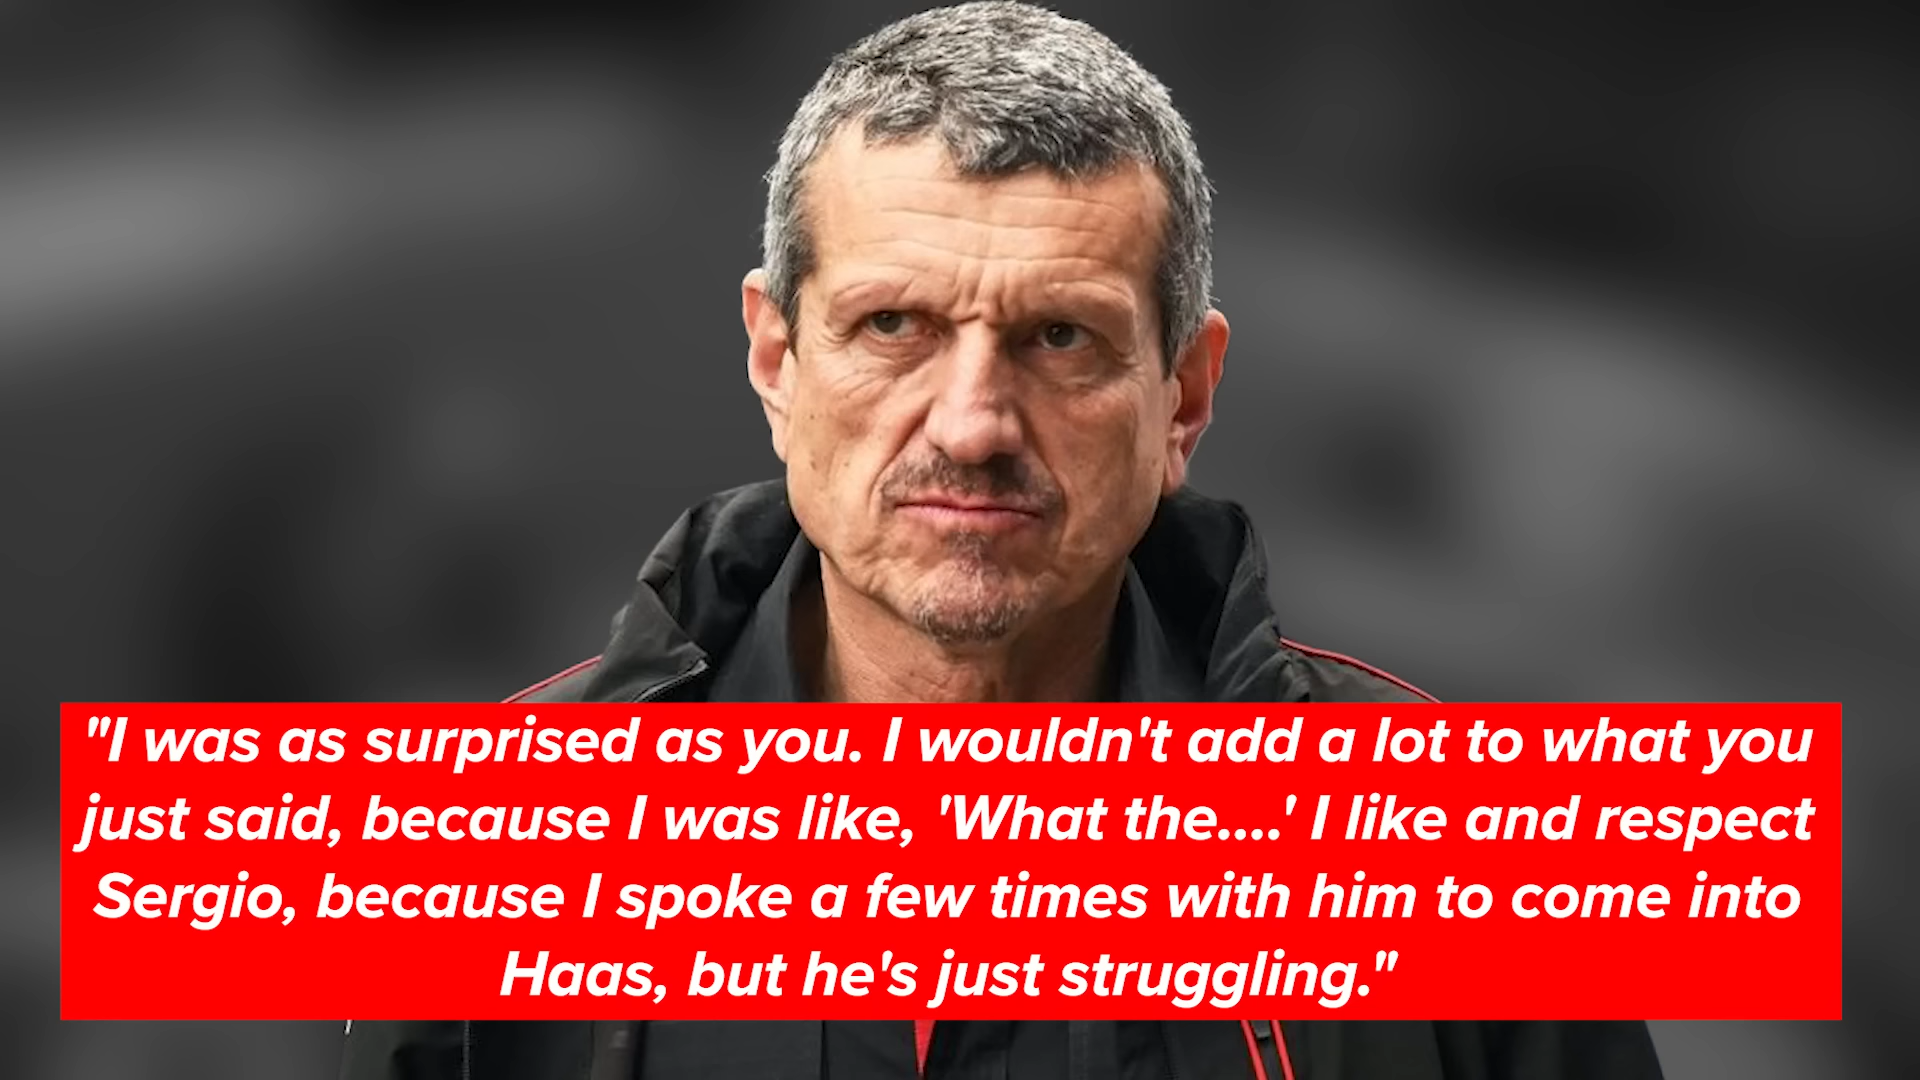 "I was as surprised as you. I wouldn't add a lot to what you
just said, because I was like, 'What the....' I like and respect
Sergio, because I spoke a few times with him to come into
Haas, but he's just struggling."